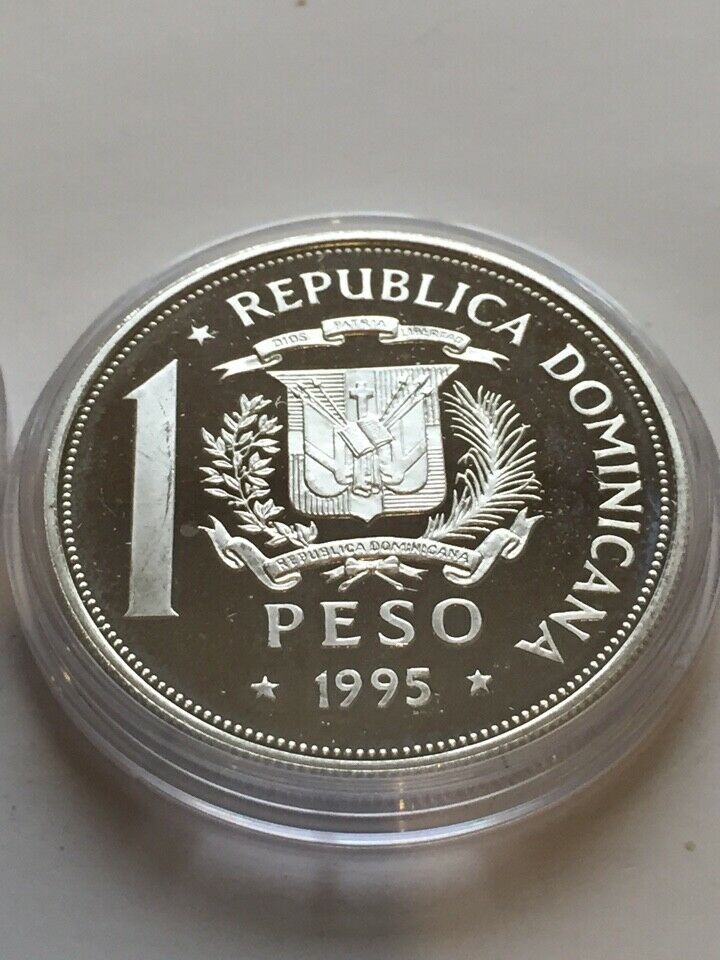 REPUBLICA DOMINICANA
DIOS PATRIA LIBERTAD
1
REPUBLICA DOMINICANA
PESO
1995